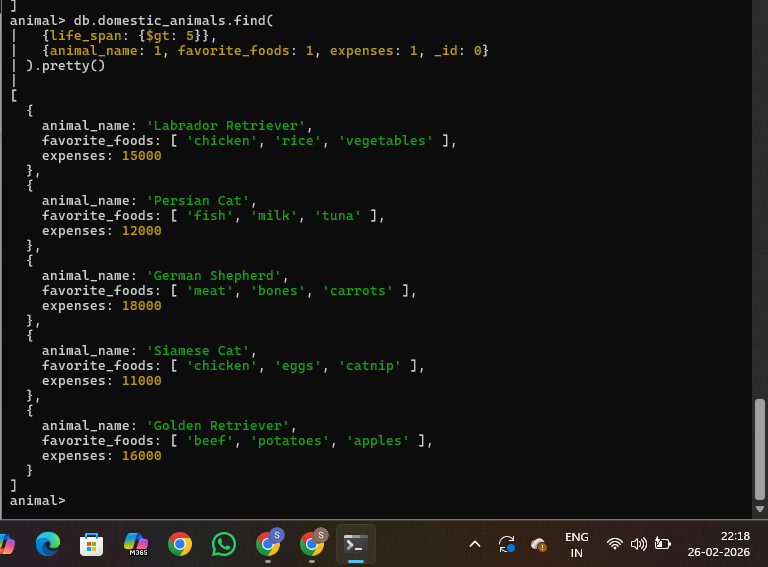 ]
animal> db.domestic_animals.find(
|   {life_span: {$gt: 5}},
|   {animal_name: 1, favorite_foods: 1, expenses: 1, _id: 0}
| ).pretty()
|
[
  {
    animal_name: 'Labrador Retriever',
    favorite_foods: [ 'chicken', 'rice', 'vegetables' ],
    expenses: 15000
  },
  {
    animal_name: 'Persian Cat',
    favorite_foods: [ 'fish', 'milk', 'tuna' ],
    expenses: 12000
  },
  {
    animal_name: 'German Shepherd',
    favorite_foods: [ 'meat', 'bones', 'carrots' ],
    expenses: 18000
  },
  {
    animal_name: 'Siamese Cat',
    favorite_foods: [ 'chicken', 'eggs', 'catnip' ],
    expenses: 11000
  },
  {
    animal_name: 'Golden Retriever',
    favorite_foods: [ 'beef', 'potatoes', 'apples' ],
    expenses: 16000
  }
]
animal>
M365
S
S
ENG
IN
22:18
26-02-2026